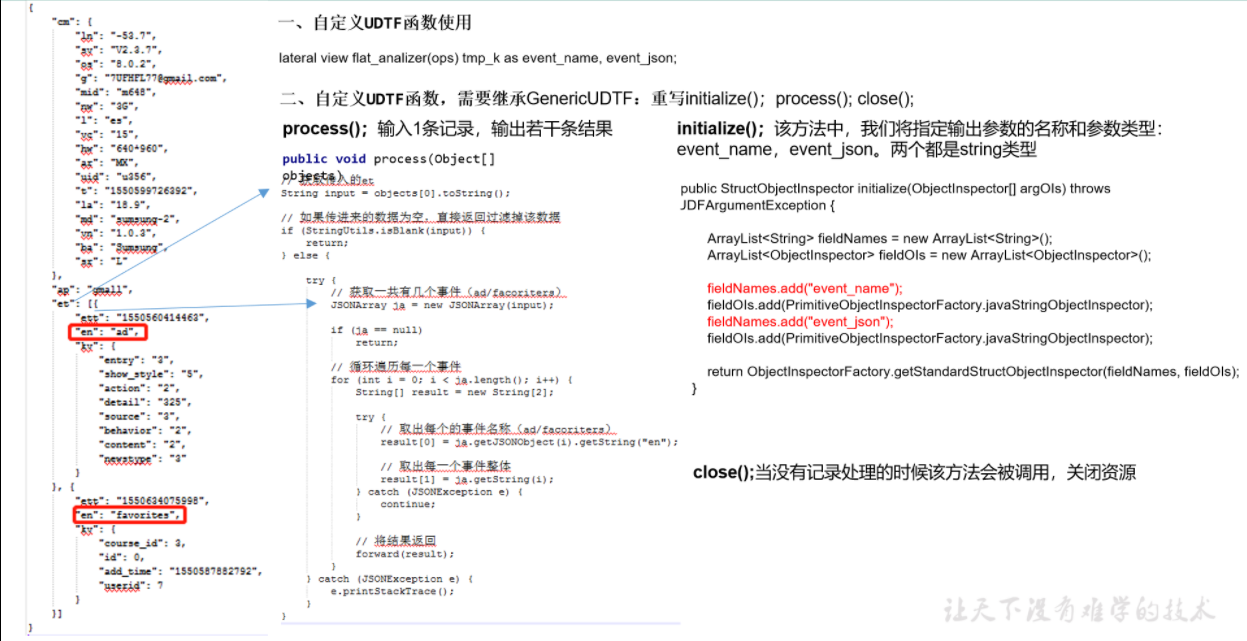 {
"cm": {
"ln": "-53.7",
"sv": "V2.3.7",
"os": "8.0.2",
"g": "7UFHFL77@gmail.com",
"mid": "m648",
"nw": "3G",
"l": "es",
"vc": "15",
"hw": "640*960",
"ar": "MX",
"uid": "u356",
"t": "1550599726392",
"la": "18.9",
"md": "sumsung-2",
"vn": "1.0.3",
"ba": "Sumsung",
"sr": "L"
},
"ap": "gmall",
"et": [{
"ett": "1550560414463",
"en": "ad",
"kv": {
"entry": "3",
"show_style": "5",
"action": "2",
"detail": "325",
"source": "3",
"behavior": "2",
"content": "2",
"newstype": "3"
}
}, {
"ett": "1550634075998",
"en": "favorites",
"kv": {
"course_id": 3,
"id": 0,
"add_time": "1550587882792",
"userid": 7
}
}]
}
一、自定义UDTF函数使用
lateral view flat_analizer(ops) tmp_k as event_name, event_json;
二、自定义UDTF函数，需要继承GenericUDTF：重写initialize()；process(); close();
process()；输入1条记录，输出若干条结果
public void process(Object[]
objects)
// 获取传入的et
String input = objects[0].toString();
// 如果传进来的数据为空，直接返回过滤掉该数据
if (StringUtils.isBlank(input)) {
return;
} else {
try {
// 获取一共有几个事件（ad/facoriters）
JSONArray ja = new JSONArray(input);
if (ja == null)
return;
// 循环遍历每一个事件
for (int i = 0; i < ja.length(); i++) {
String[] result = new String[2];
try {
// 取出每个的事件名称（ad/facoriters）
result[0] = ja.getJSONObject(i).getString("en");
// 取出每一个事件整体
result[1] = ja.getString(i);
} catch (JSONException e) {
continue;
}
// 将结果返回
forward(result);
}
} catch (JSONException e) {
e.printStackTrace();
}
}
initialize()；该方法中，我们将指定输出参数的名称和参数类型：
event_name，event_json。两个都是string类型
public StructObjectInspector initialize(ObjectInspector[] argOIs) throws
JDFArgumentException {
ArrayList<String> fieldNames = new ArrayList<String>();
ArrayList<ObjectInspector> fieldOIs = new ArrayList<ObjectInspector>();
fieldNames.add("event_name");
fieldOIs.add(PrimitiveObjectInspectorFactory.javaStringObjectInspector);
fieldNames.add("event_json");
fieldOIs.add(PrimitiveObjectInspectorFactory.javaStringObjectInspector);
return ObjectInspectorFactory.getStandardStructObjectInspector(fieldNames, fieldOIs);
}
close();当没有记录处理的时候该方法会被调用，关闭资源
让天下没有难学的技术